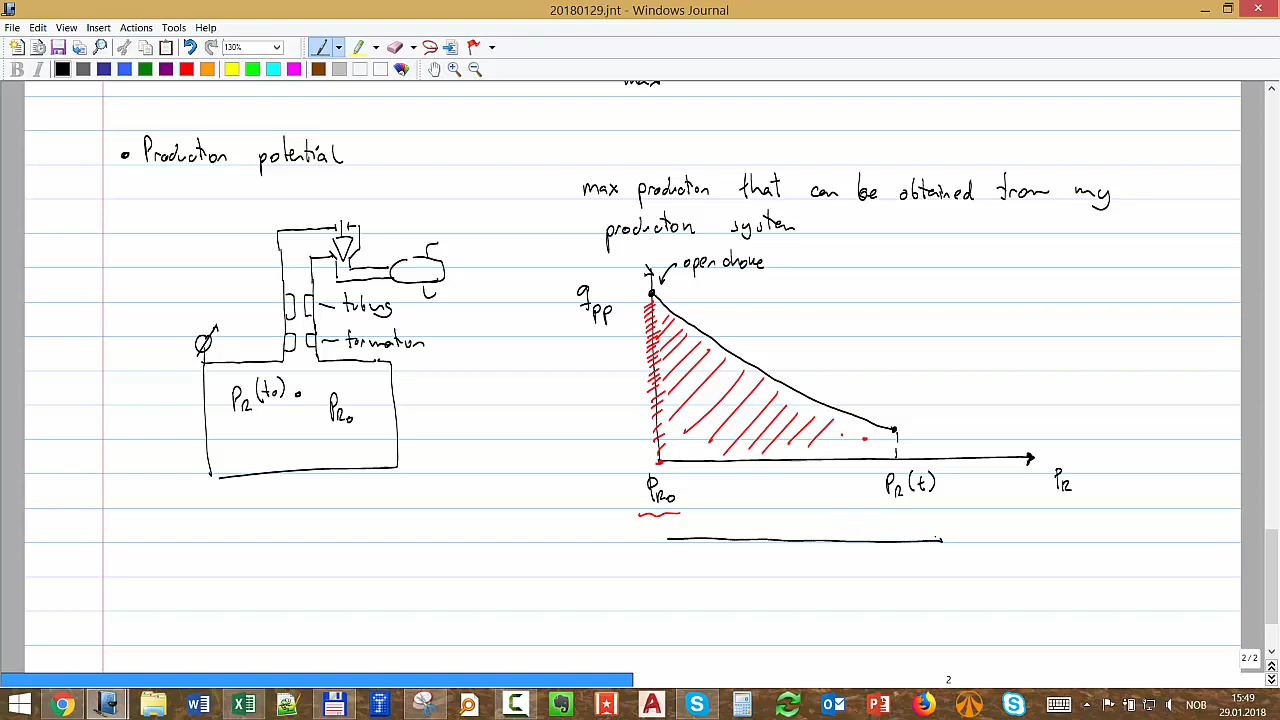 20180129.jnt - Windows Journal
File Edit View Insert Actions Tools Help
130%
B I
max
• Production potential
max production that can be obtained from my
production system
open choke
qpp
tubing
formation
PR(to) • PRo
PRo
PR(t)
PR
2 / 2
2
NOB
15:49
29.01.2018